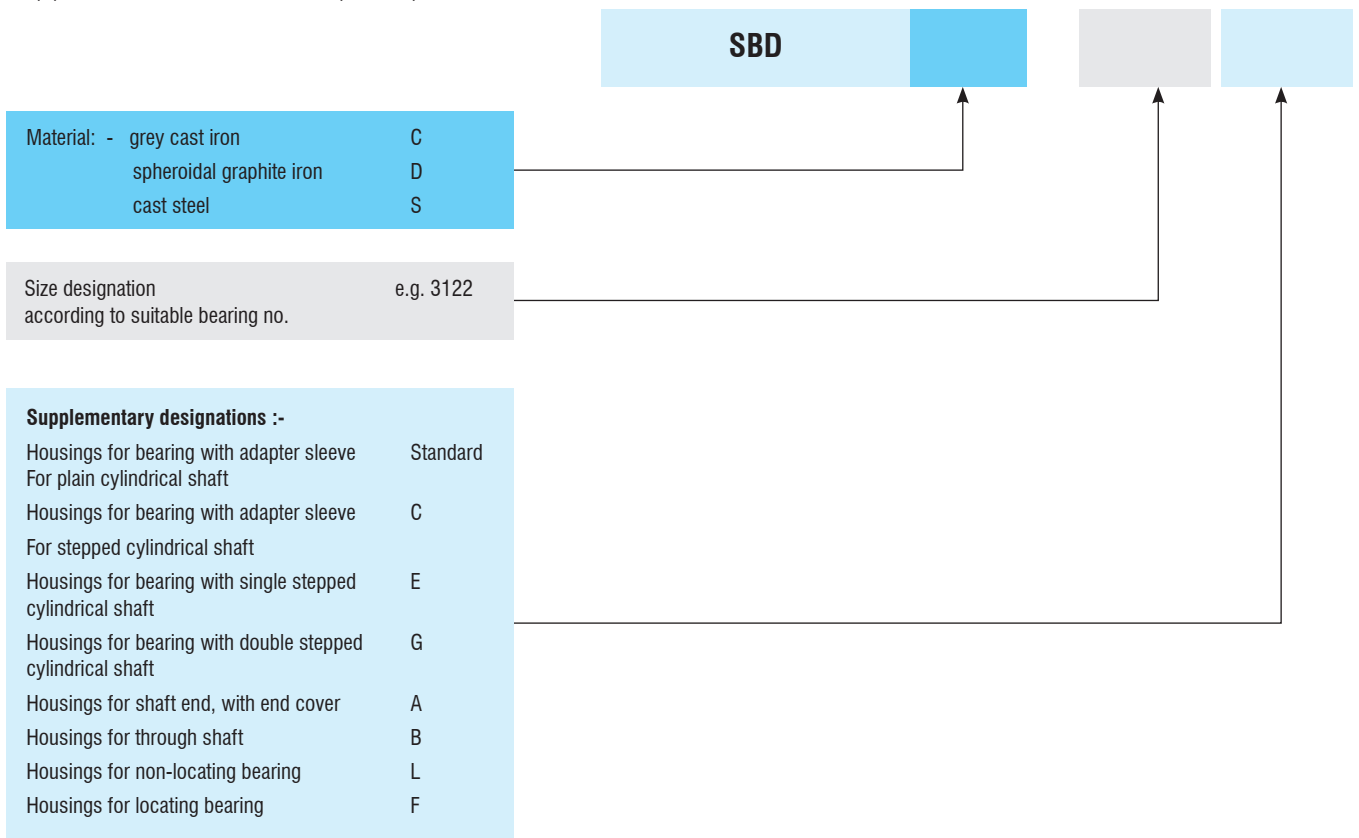 SBD
Material: - grey cast iron C
spheroidal graphite iron D
cast steel S
Size designation e.g. 3122
according to suitable bearing no.
Supplementary designations :-
Housings for bearing with adapter sleeve Standard
For plain cylindrical shaft
Housings for bearing with adapter sleeve C
For stepped cylindrical shaft
Housings for bearing with single stepped E
cylindrical shaft
Housings for bearing with double stepped G
cylindrical shaft
Housings for shaft end, with end cover A
Housings for through shaft B
Housings for non-locating bearing L
Housings for locating bearing F